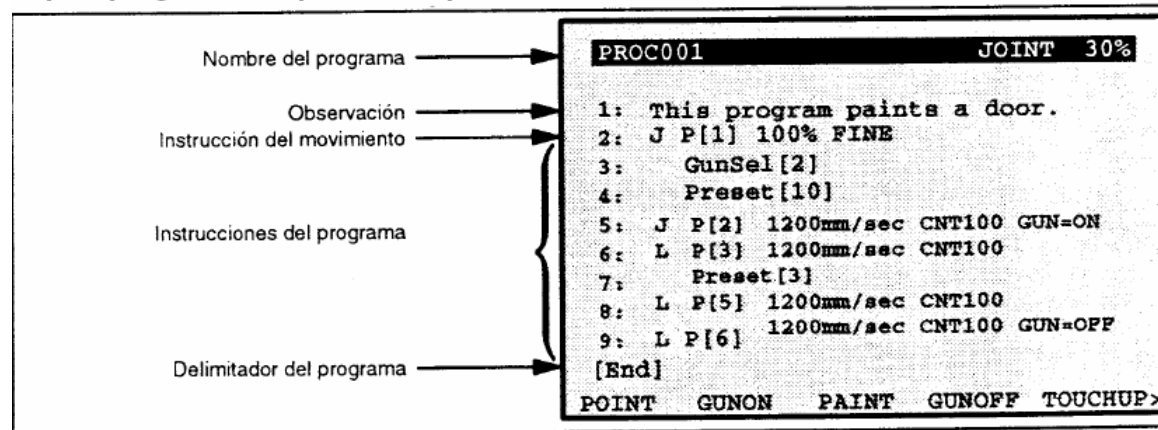 Nombre del programa
Observación
Instrucción del movimiento
Instrucciones del programa
Delimitador del programa
PROC001 JOINT 30%
1: This program paints a door.
2: J P[1] 100% FINE
3: GunSel[2]
4: Preset[10]
5: J P[2] 1200mm/sec CNT100 GUN=ON
6: L P[3] 1200mm/sec CNT100
7: Preset[3]
8: L P[5] 1200mm/sec CNT100
9: L P[6] 1200mm/sec CNT100 GUN=OFF
[End]
POINT GUNON PAINT GUNOFF TOUCHUP>